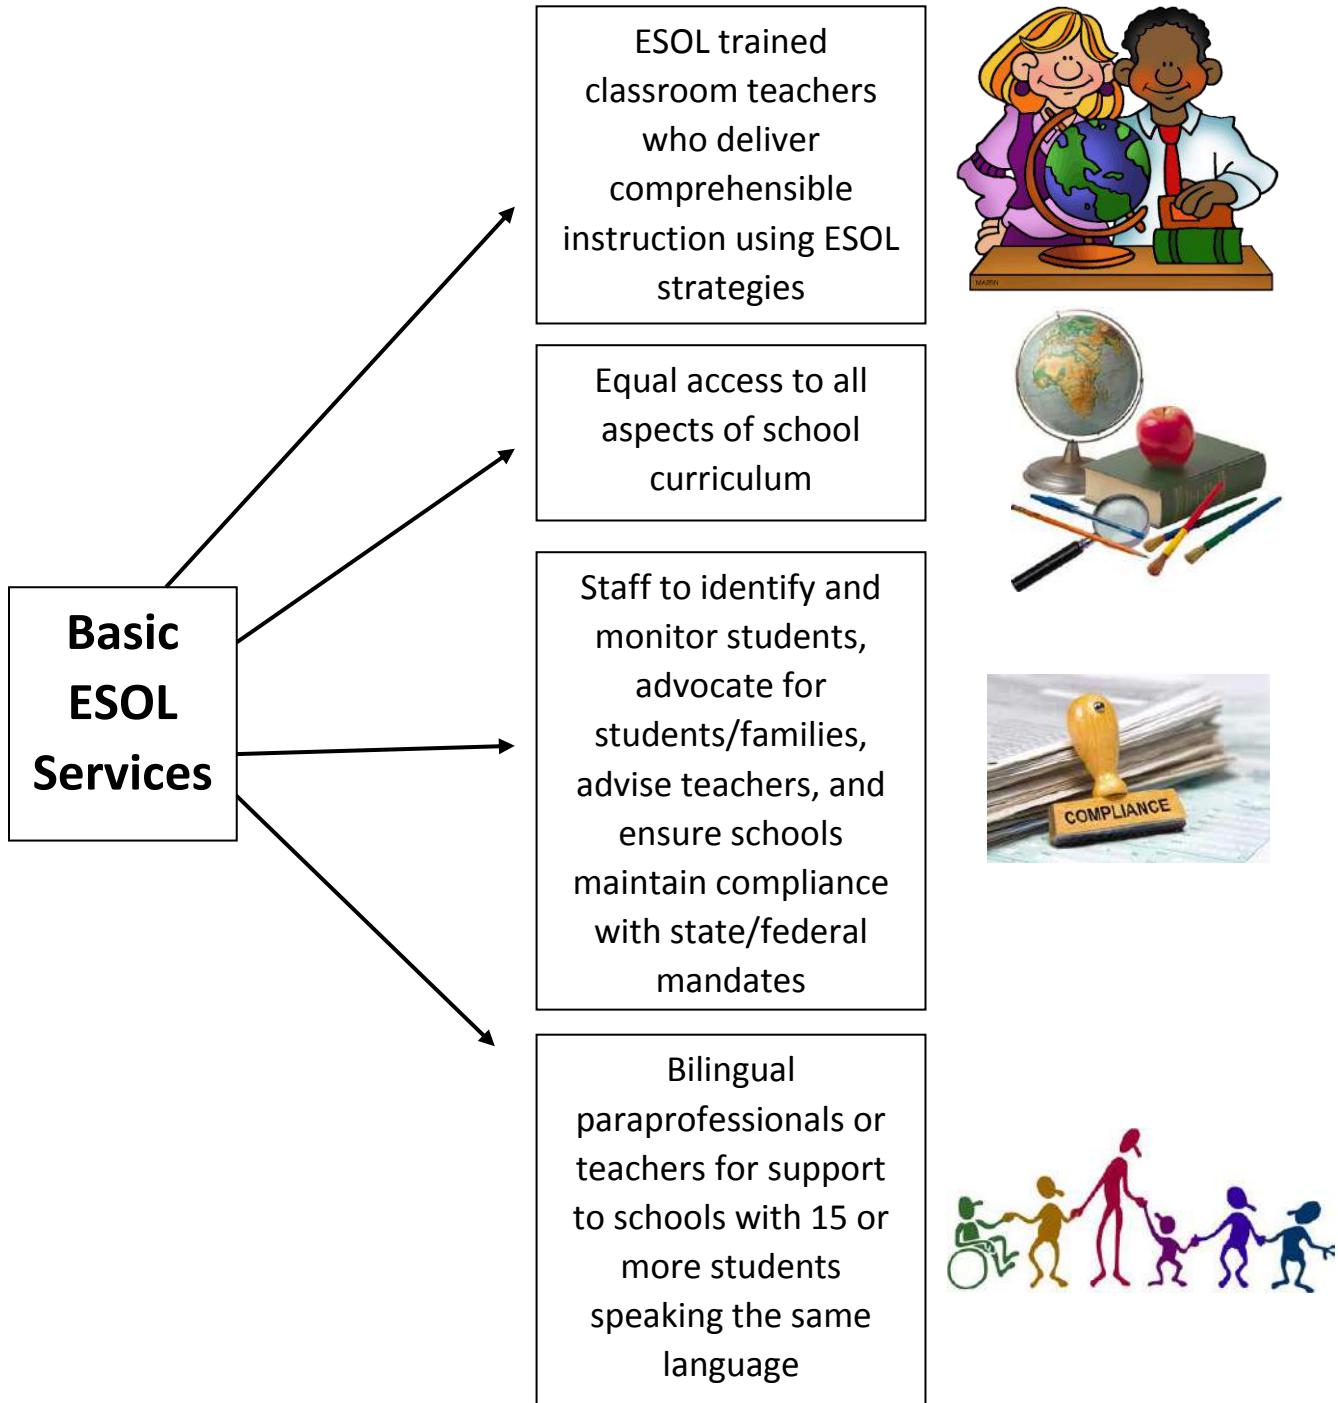 ESOL trained
classroom teachers
who deliver
comprehensible
instruction using ESOL
strategies
Equal access to all
aspects of school
curriculum
Basic
ESOL
Services
Staff to identify and
monitor students,
advocate for
students/families,
advise teachers, and
ensure schools
maintain compliance
with state/federal
mandates
COMPLIANCE
Bilingual
paraprofessionals or
teachers for support
to schools with 15 or
more students
speaking the same
language